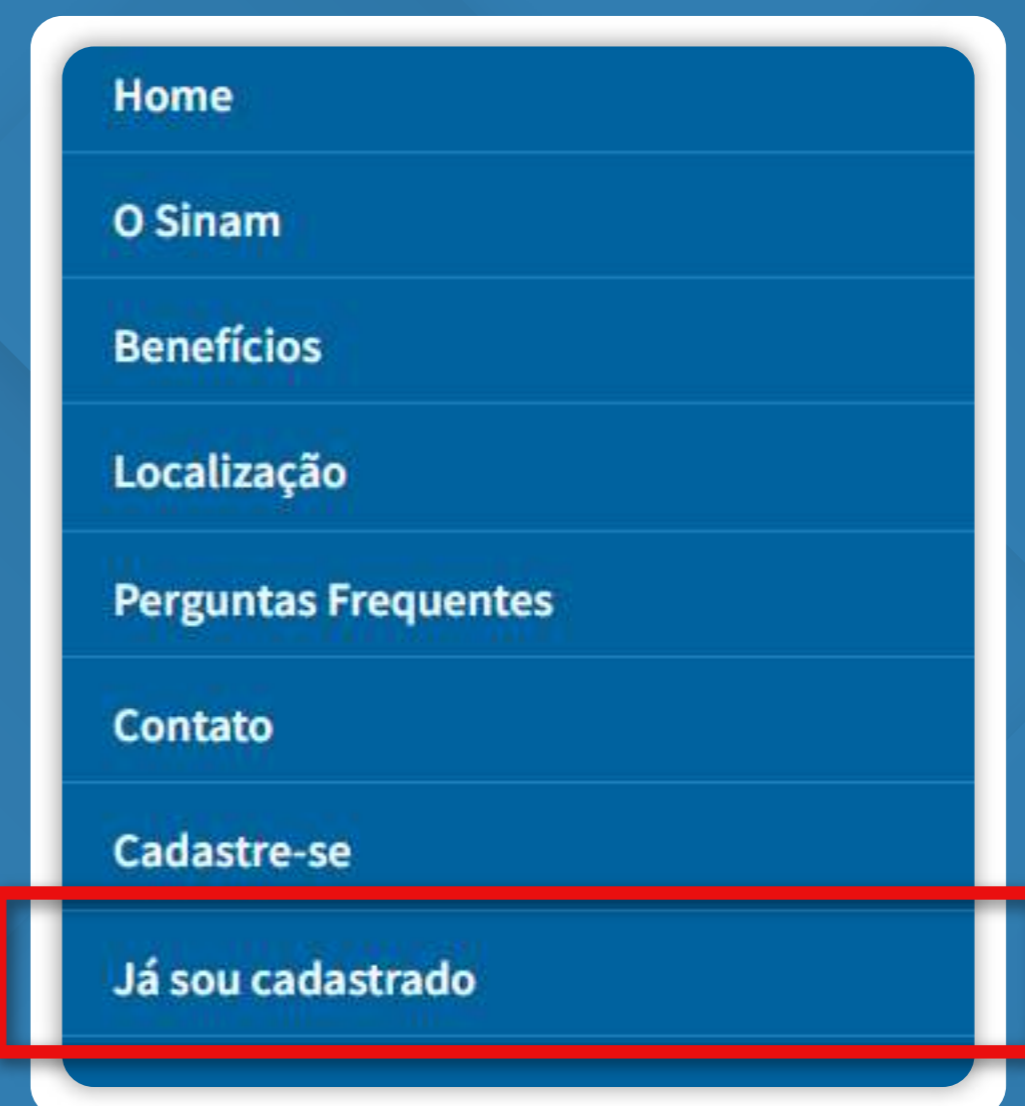 Home
O Sinam
Benefícios
Localização
Perguntas Frequentes
Contato
Cadastre-se
Já sou cadastrado